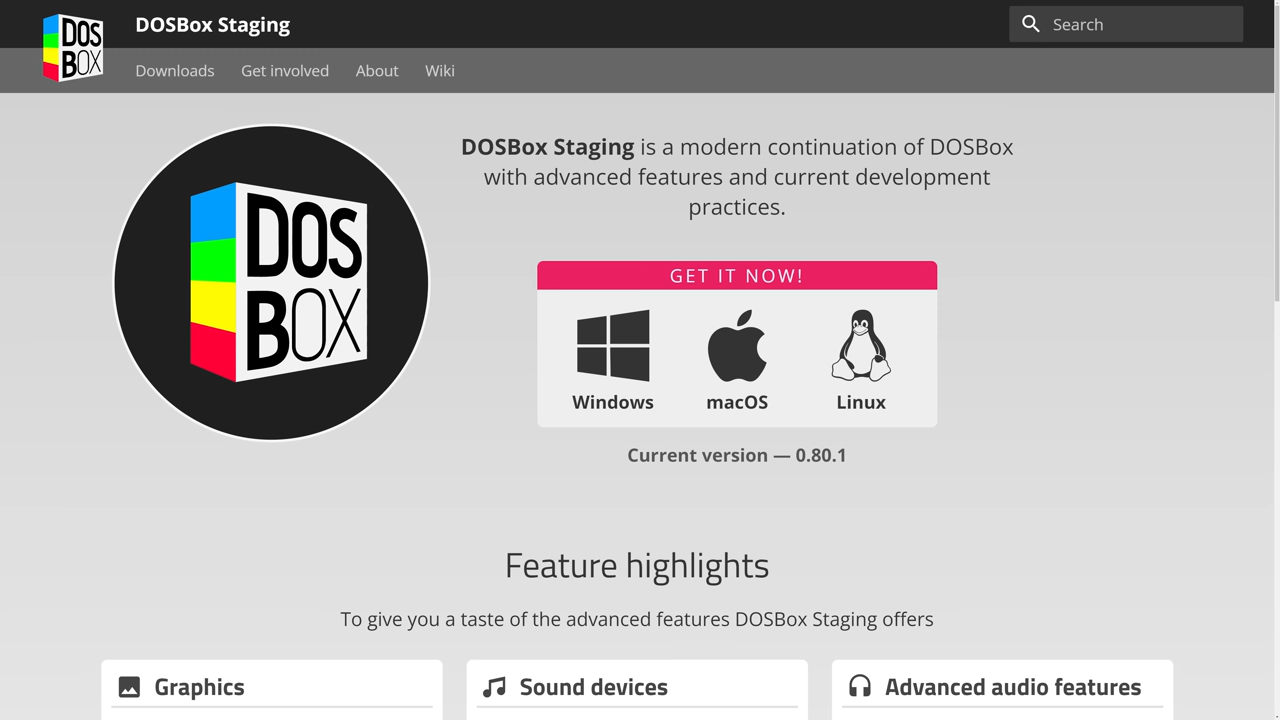 DOS
BOX
DOSBox Staging
Search
Downloads
Get involved
About
Wiki
DOS
BOX
DOSBox Staging is a modern continuation of DOSBox
with advanced features and current development
practices.
GET IT NOW!
Windows
macOS
Linux
Current version — 0.80.1
Feature highlights
To give you a taste of the advanced features DOSBox Staging offers
Graphics
Sound devices
Advanced audio features